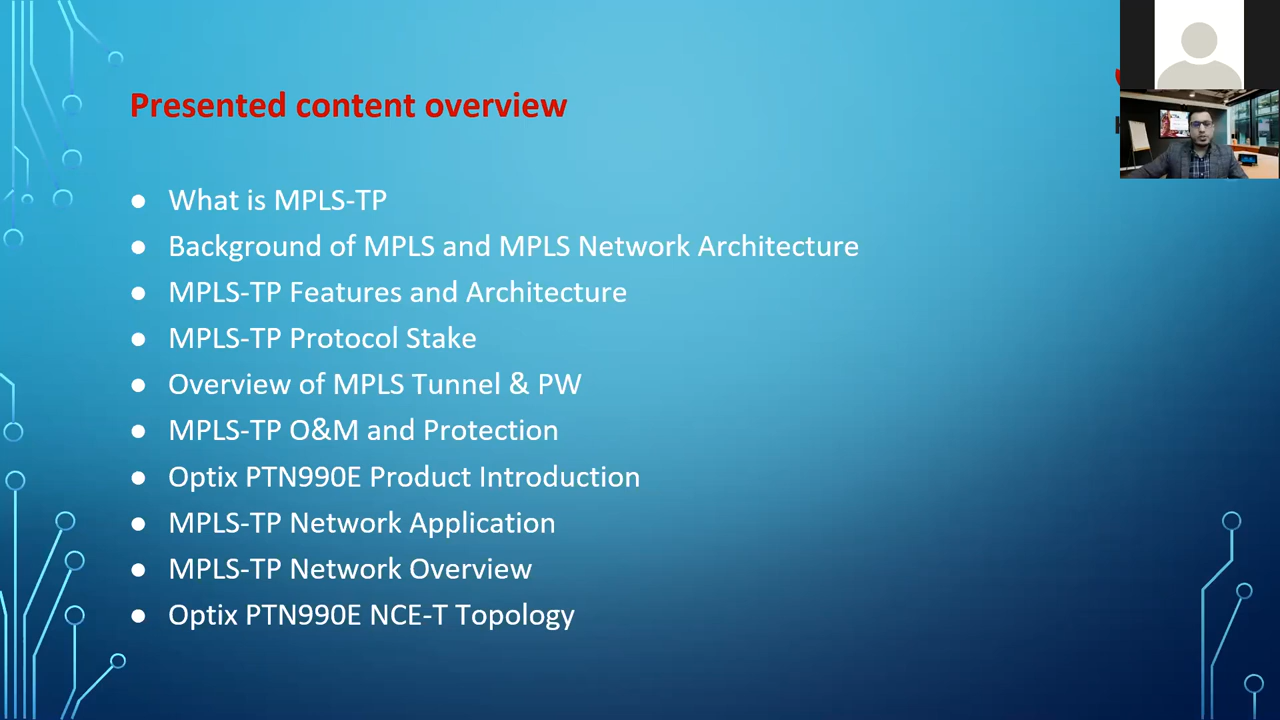 Presented content overview
● What is MPLS-TP
● Background of MPLS and MPLS Network Architecture
● MPLS-TP Features and Architecture
● MPLS-TP Protocol Stake
● Overview of MPLS Tunnel & PW
● MPLS-TP O&M and Protection
● Optix PTN990E Product Introduction
● MPLS-TP Network Application
● MPLS-TP Network Overview
● Optix PTN990E NCE-T Topology